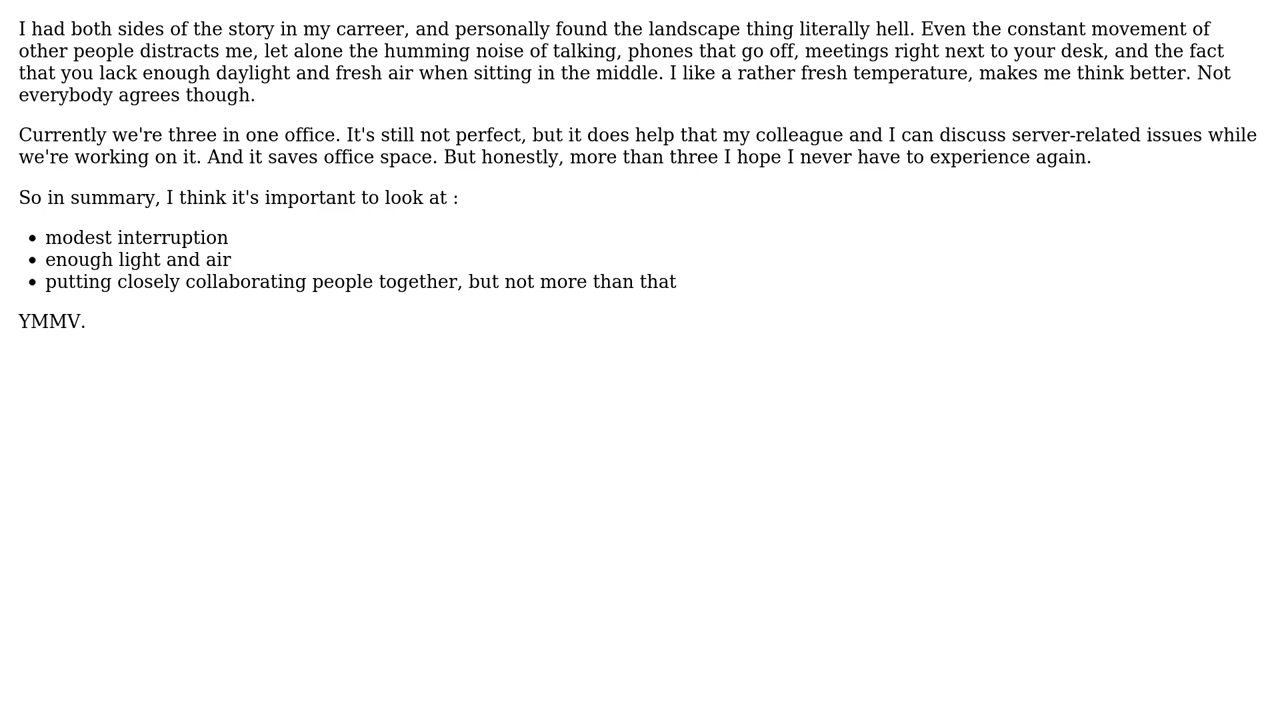 I had both sides of the story in my carreer, and personally found the landscape thing literally hell. Even the constant movement of
other people distracts me, let alone the humming noise of talking, phones that go off, meetings right next to your desk, and the fact
that you lack enough daylight and fresh air when sitting in the middle. I like a rather fresh temperature, makes me think better. Not
everybody agrees though.
Currently we're three in one office. It's still not perfect, but it does help that my colleague and I can discuss server-related issues while
we're working on it. And it saves office space. But honestly, more than three I hope I never have to experience again.
So in summary, I think it's important to look at :
• modest interruption
• enough light and air
• putting closely collaborating people together, but not more than that
YMMV.